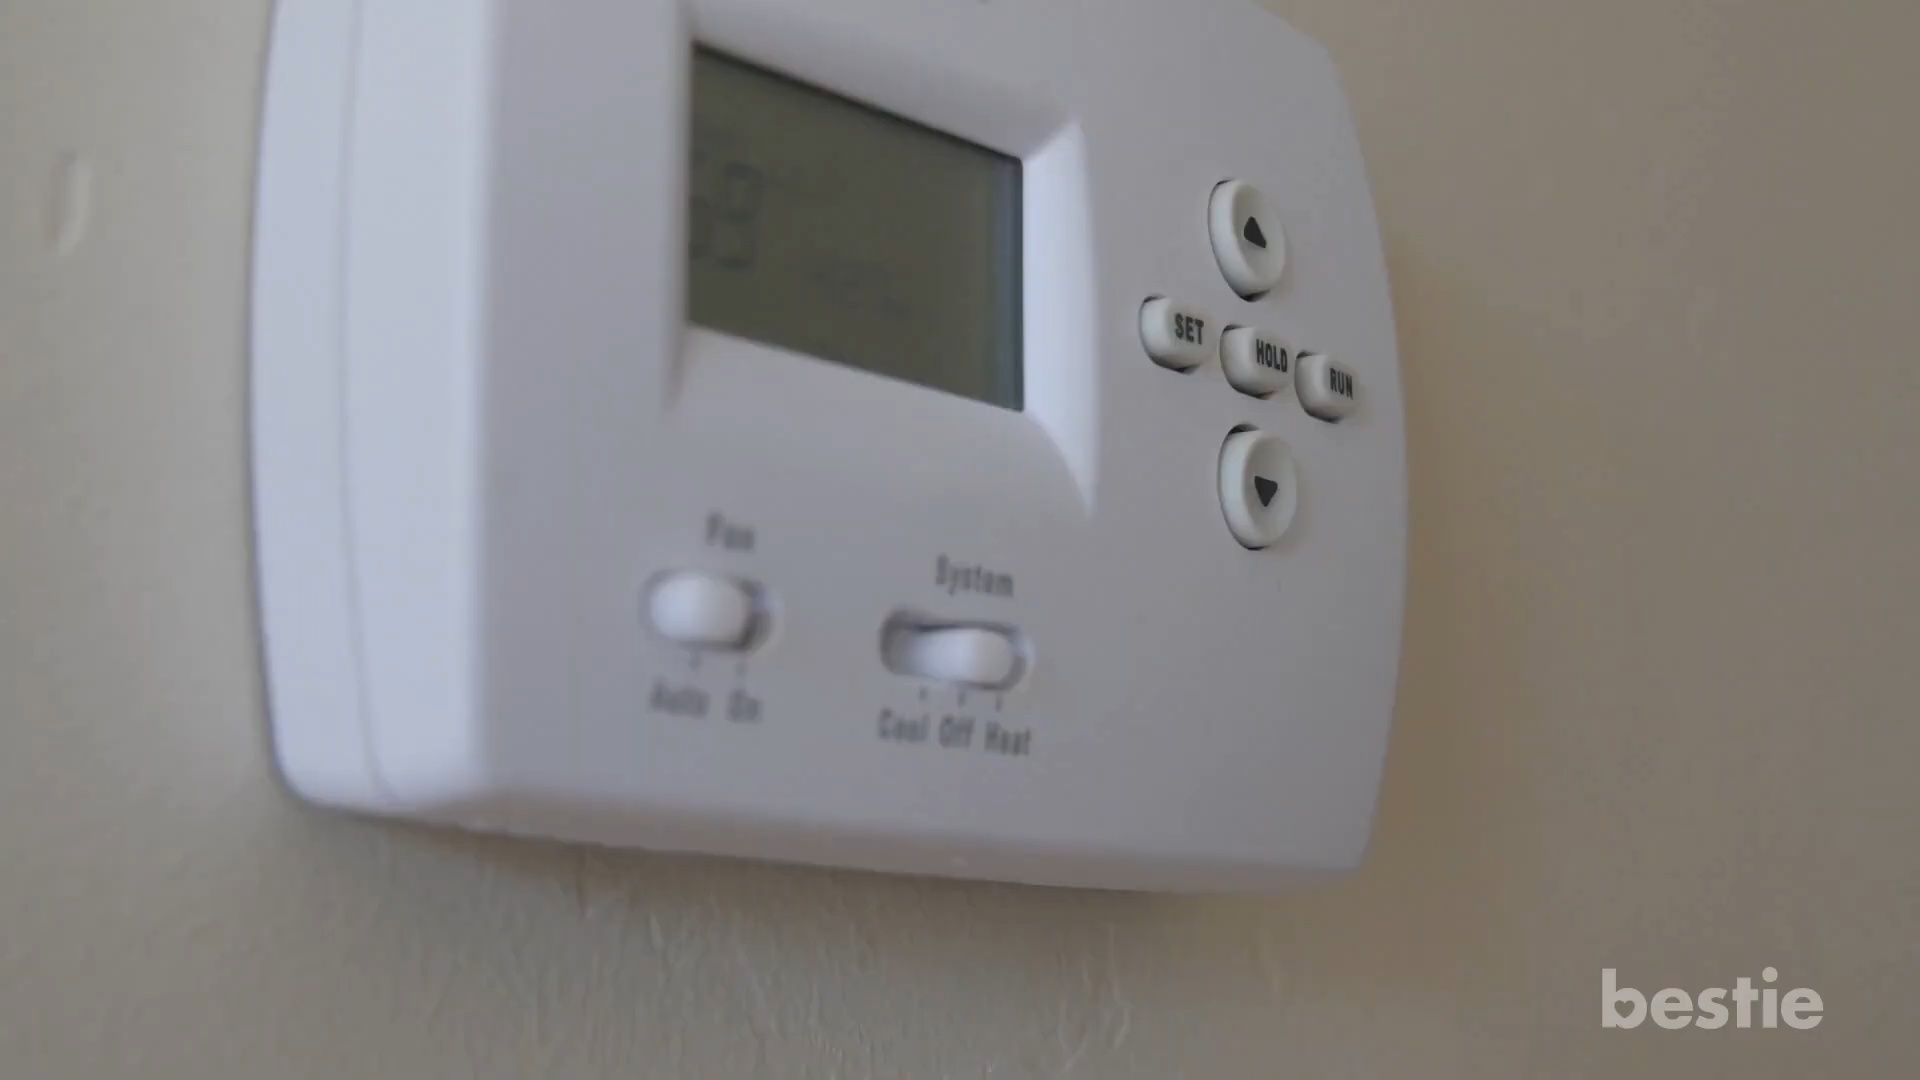 SET
HOLD
RUN
Fan
System
Auto On
Cool Off Heat
bestie